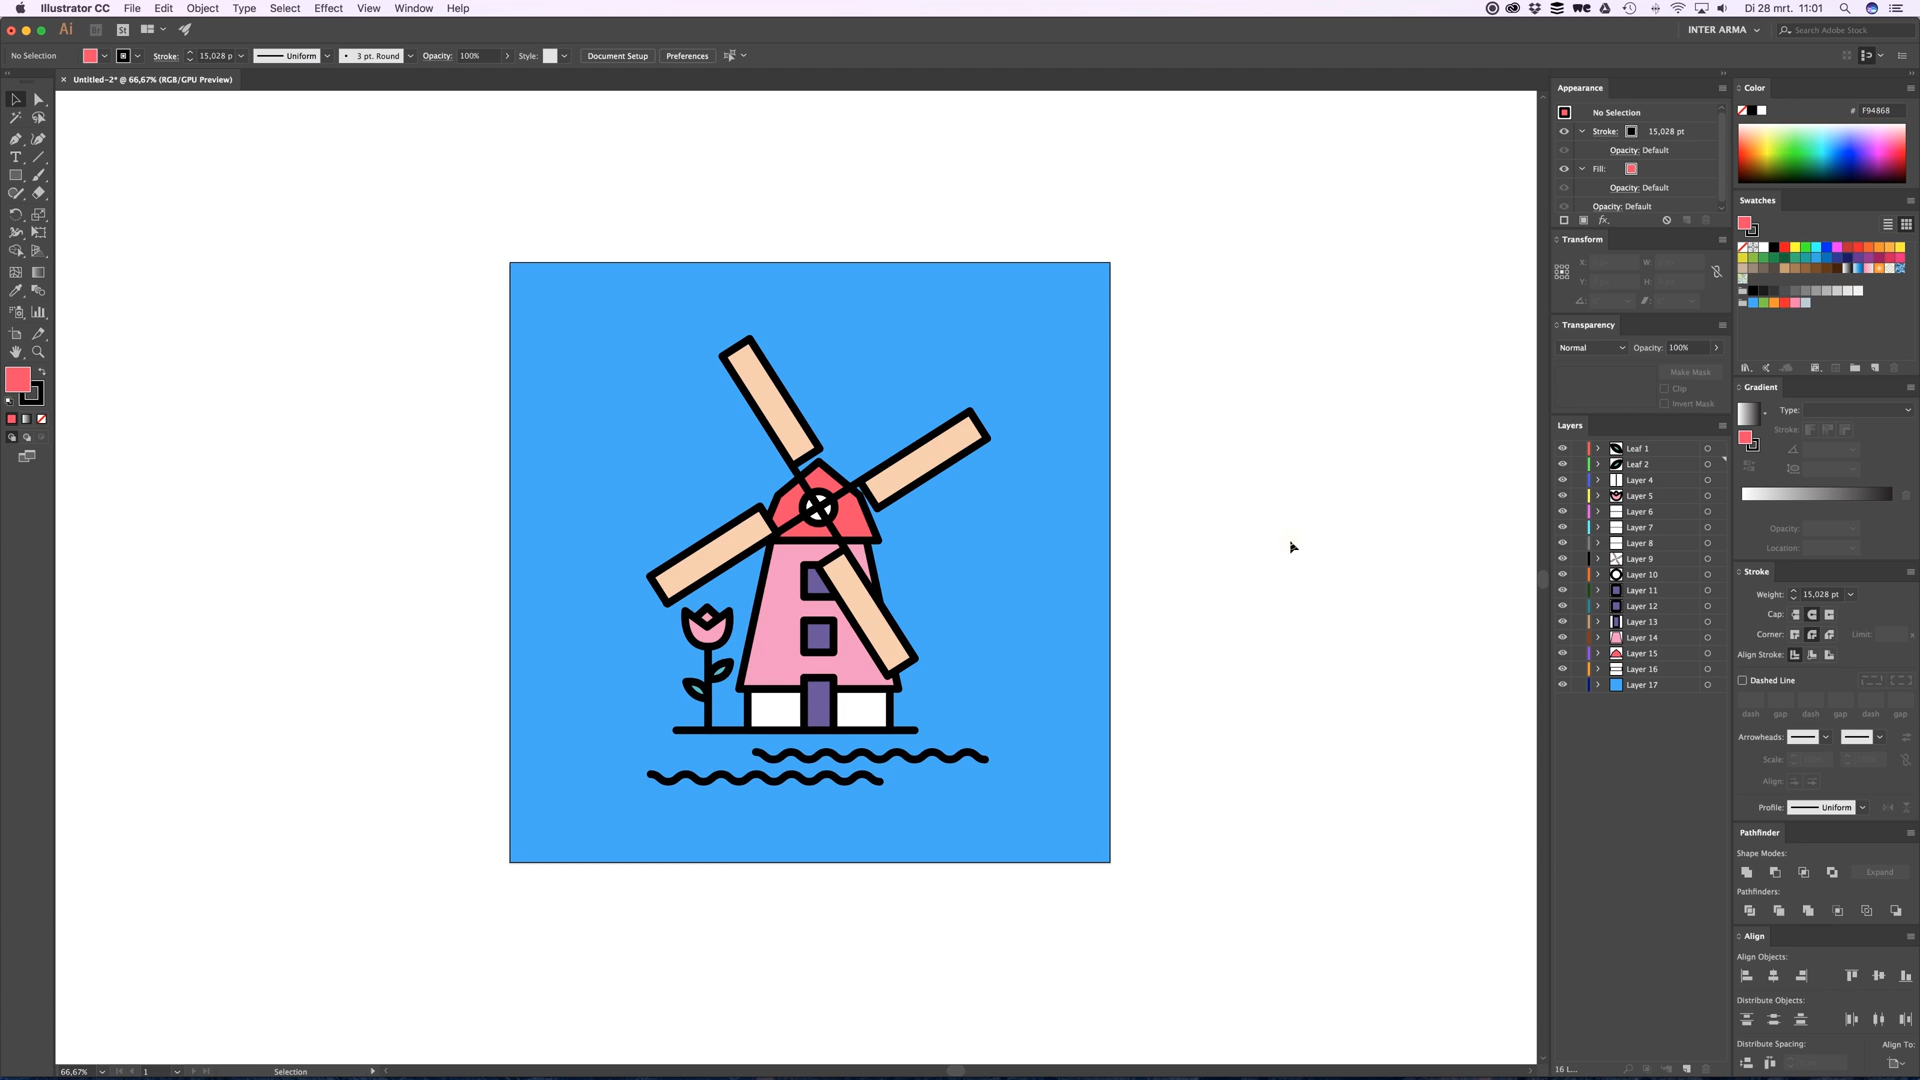 Illustrator CC File Edit Object Type Select Effect View Window Help
Di 28 mrt. 11:01
Ai Br St
INTER ARMA
Search Adobe Stock
No Selection
Stroke: 15,028 p
Uniform
3 pt. Round
Opacity: 100%
Style:
Document Setup
Preferences
Untitled-2* @ 66,67% (RGB/GPU Preview)
Appearance
No Selection
Stroke: 15,028 pt
Opacity: Default
Fill:
Opacity: Default
Opacity: Default
fx.
Transform
X: W:
Y: H:
Transparency
Normal
Opacity: 100%
Make Mask
Clip
Invert Mask
Layers
Leaf 1
Leaf 2
Layer 4
Layer 5
Layer 6
Layer 7
Layer 8
Layer 9
Layer 10
Layer 11
Layer 12
Layer 13
Layer 14
Layer 15
Layer 16
Layer 17
16 L...
Color
# F94868
Swatches
Gradient
Type:
Stroke:
Opacity:
Location:
Stroke
Weight: 15,028 pt
Cap:
Corner: Limit: x
Align Stroke:
Dashed Line
dash gap dash gap dash gap
Arrowheads:
Scale:
Align:
Profile: Uniform
Pathfinder
Shape Modes:
Expand
Pathfinders:
Align
Align Objects:
Distribute Objects:
Distribute Spacing: Align To:
66,67% 1 Selection